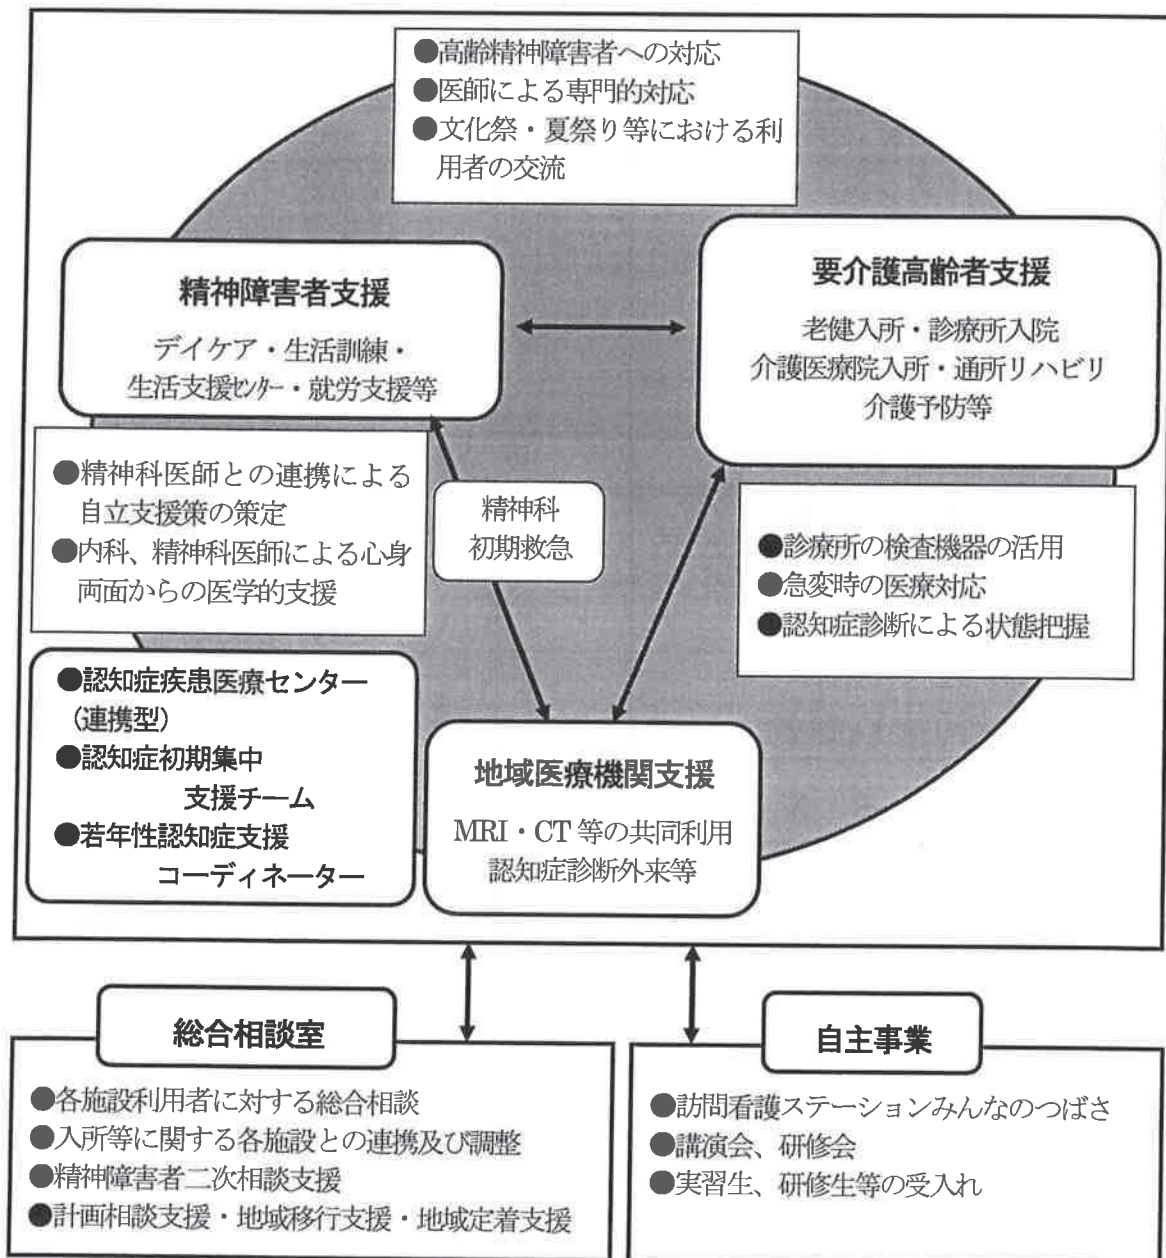 ●高齢精神障害者への対応
●医師による専門的対応
●文化祭・夏祭り等における利
用者の交流
精神障害者支援
デイケア・生活訓練・
生活支援ｾﾝﾀｰ・就労支援等
要介護高齢者支援
老健入所・診療所入院
介護医療院入所・通所リハビリ
介護予防等
●精神科医師との連携による
自立支援策の策定
●内科、精神科医師による心身
両面からの医学的支援
精神科
初期救急
●診療所の検査機器の活用
●急変時の医療対応
●認知症診断による状態把握
●認知症疾患医療センター
(連携型)
●認知症初期集中
支援チーム
●若年性認知症支援
コーディネーター
地域医療機関支援
MRI・CT 等の共同利用
認知症診断外来等
総合相談室
●各施設利用者に対する総合相談
●入所等に関する各施設との連携及び調整
●精神障害者二次相談支援
●計画相談支援・地域移行支援・地域定着支援
自主事業
●訪問看護ステーションみんなのつばさ
●講演会、研修会
●実習生、研修生等の受入れ